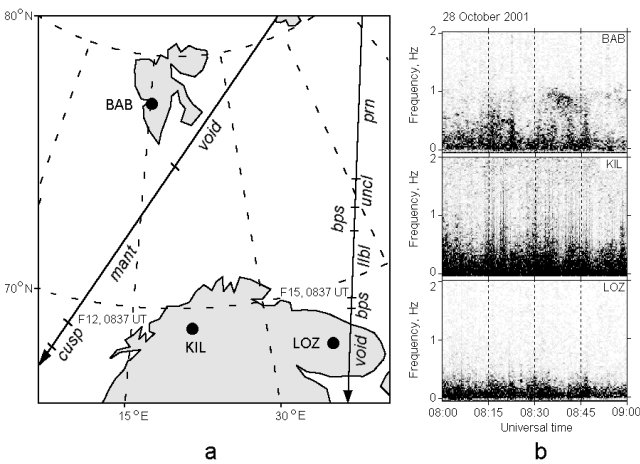 80°N
BAB
void
prn
uncl
bps
mant
llbl
70°N
F15, 0837 UT
bps
F12, 0837 UT
cusp
KIL
LOZ
void
15°E
30°E
a
28 October 2001
BAB
Frequency, Hz
2
1
0
KIL
Frequency, Hz
2
1
0
LOZ
Frequency, Hz
2
1
0
08:00 08:15 08:30 08:45 09:00
Universal time
b